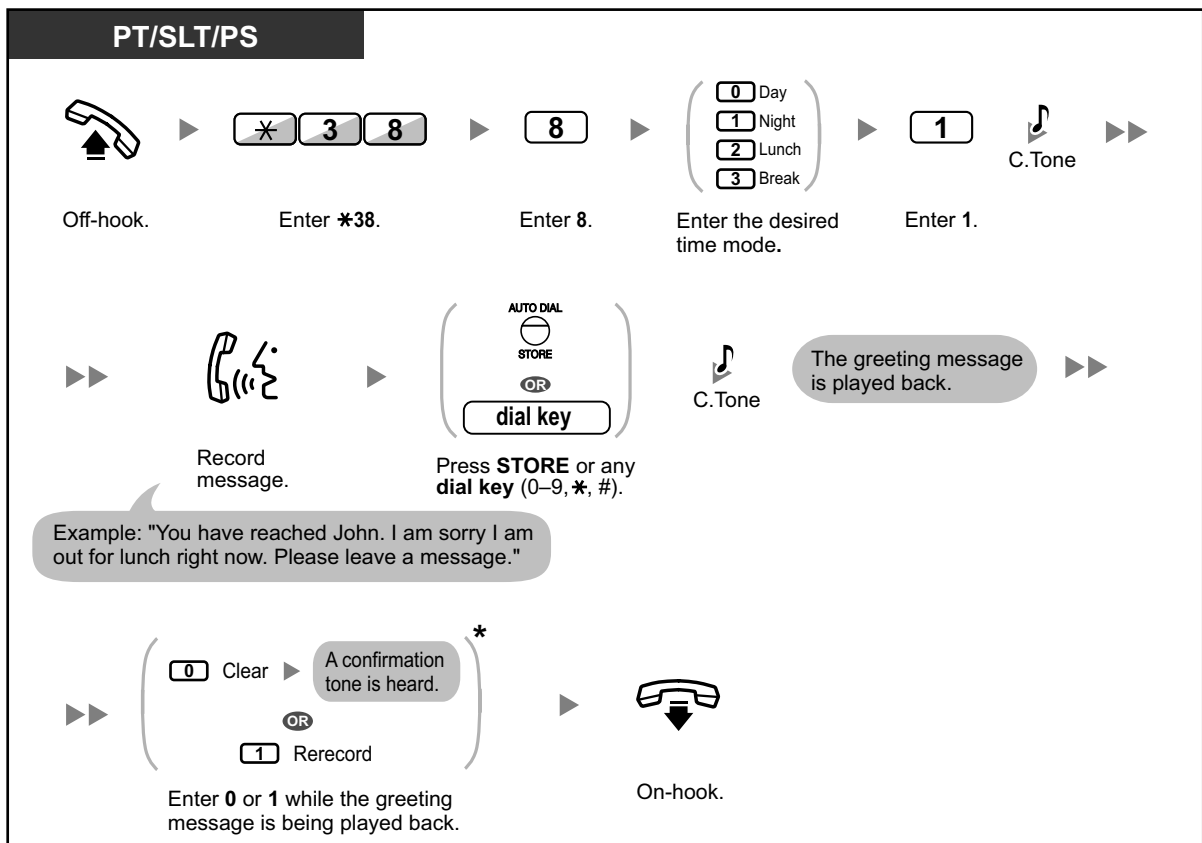 PT/SLT/PS
0 Day
1 Night
2 Lunch
3 Break
* 3 8
8
1
C.Tone
Off-hook.
Enter *38.
Enter 8.
Enter the desired
time mode.
Enter 1.
AUTO DIAL
STORE
OR
dial key
C.Tone
The greeting message
is played back.
Record
message.
Press STORE or any
dial key (0–9, *, #).
Example: "You have reached John. I am sorry I am
out for lunch right now. Please leave a message."
*
0 Clear
A confirmation
tone is heard.
OR
1 Rerecord
Enter 0 or 1 while the greeting
message is being played back.
On-hook.